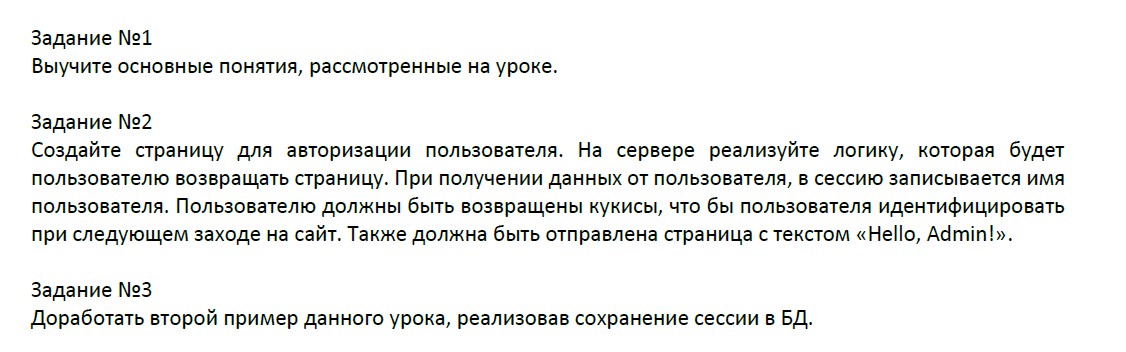 Задание №1
Выучите основные понятия, рассмотренные на уроке.
Задание №2
Создайте страницу для авторизации пользователя. На сервере реализуйте логику, которая будет
пользователю возвращать страницу. При получении данных от пользователя, в сессию записывается имя
пользователя. Пользователю должны быть возвращены кукисы, что бы пользователя идентифицировать
при следующем заходе на сайт. Также должна быть отправлена страница с текстом «Hello, Admin!».
Задание №3
Доработать второй пример данного урока, реализовав сохранение сессии в БД.